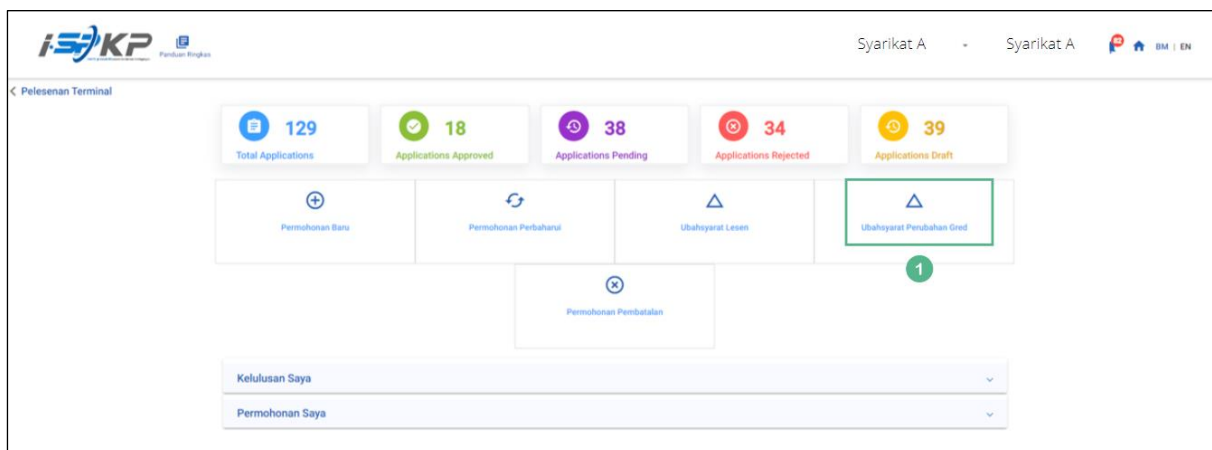 i-SPKP
Panduan Ringkas
Syarikat A - Syarikat A
BM | EN
Pelesenan Terminal
129
Total Applications
18
Applications Approved
38
Applications Pending
34
Applications Rejected
39
Applications Draft
Permohonan Baru
Permohonan Perbaharui
Ubahsyarat Lesen
Ubahsyarat Perubahan Gred
1
Permohonan Pembatalan
Kelulusan Saya
Permohonan Saya